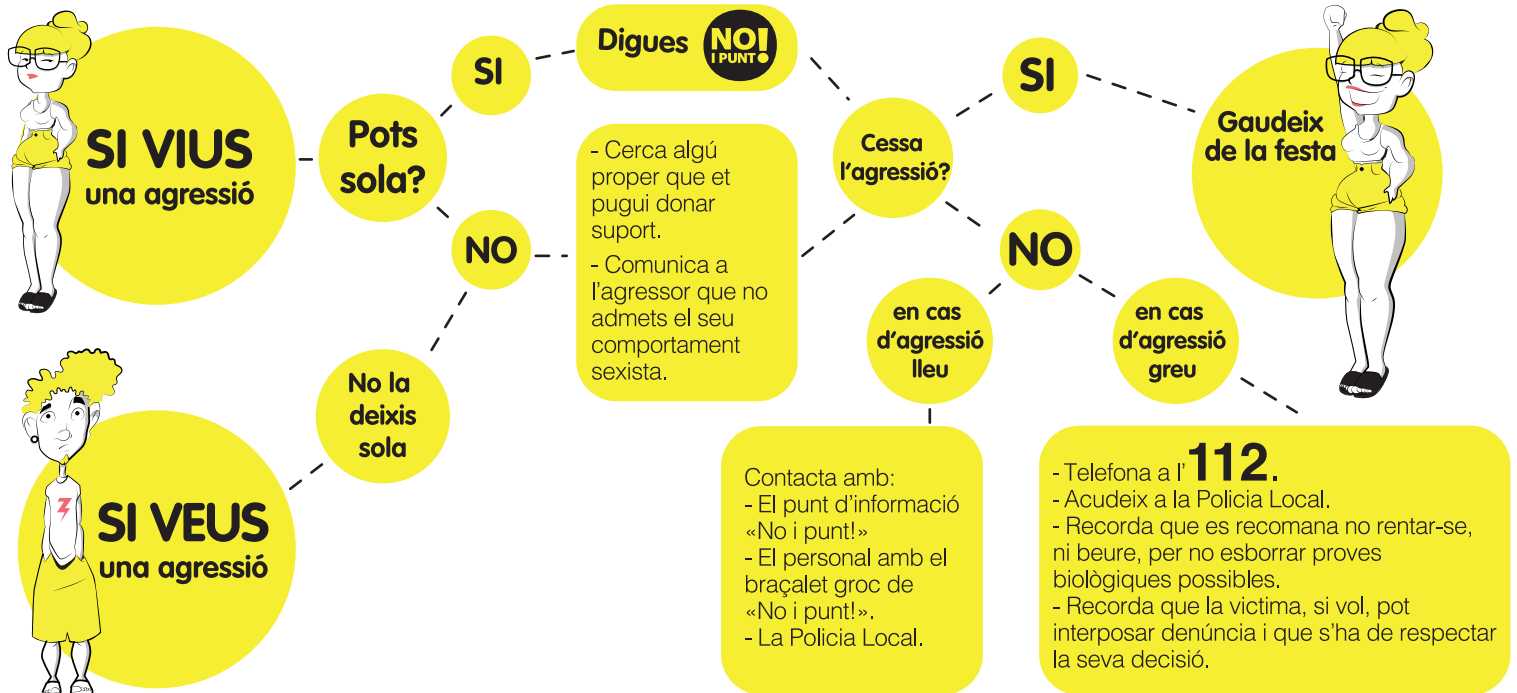 SI VIUS
una agressió
Pots
sola?
SI
Digues
NO!
I PUNT
NO
- Cerca algú
proper que et
pugui donar
suport.
- Comunica a
l'agressor que no
admets el seu
comportament
sexista.
Cessa
l'agressió?
SI
Gaudeix
de la festa
NO
en cas
d'agressió
lleu
en cas
d'agressió
greu
SI VEUS
una agressió
No la
deixis
sola
Contacta amb:
- El punt d'informació
«No i punt!»
- El personal amb el
braçalet groc de
«No i punt!».
- La Policia Local.
- Telefona a l'112.
- Acudeix a la Policia Local.
- Recorda que es recomana no rentar-se,
ni beure, per no esborrar proves
biològiques possibles.
- Recorda que la victima, si vol, pot
interposar denúncia i que s'ha de respectar
la seva decisió.